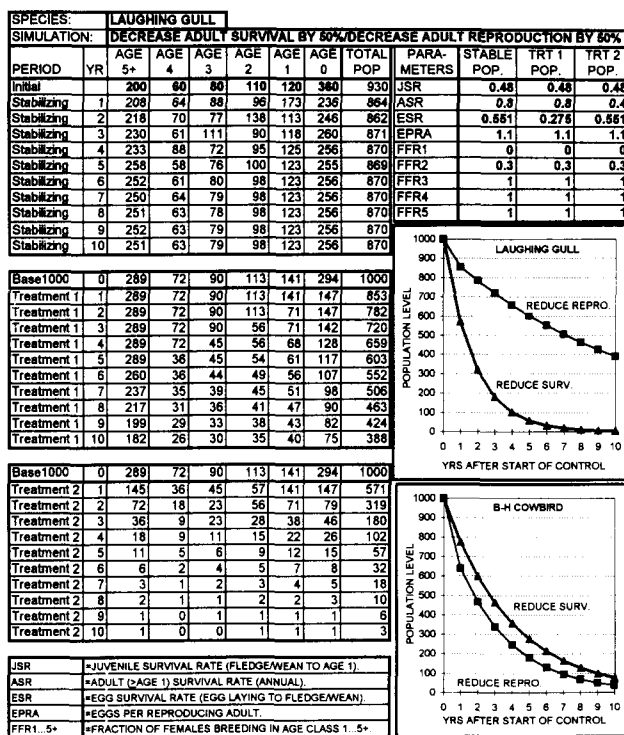 SPECIES: LAUGHING GULL
SIMULATION: DECREASE ADULT SURVIVAL BY 50%/DECREASE ADULT REPRODUCTION BY 50%
PERIOD YR AGE 5+ AGE 4 AGE 3 AGE 2 AGE 1 AGE 0 TOTAL POP
Initial 200 60 80 110 120 360 930
Stabilizing 1 208 64 88 96 173 236 864
Stabilizing 2 218 70 77 138 113 246 862
Stabilizing 3 230 61 111 90 118 260 871
Stabilizing 4 233 88 72 95 125 256 870
Stabilizing 5 258 58 76 100 123 255 869
Stabilizing 6 252 61 80 98 123 256 870
Stabilizing 7 250 64 79 98 123 256 870
Stabilizing 8 251 63 78 98 123 256 870
Stabilizing 9 252 63 79 98 123 256 870
Stabilizing 10 251 63 79 98 123 256 870
PARA-METERS STABLE POP. TRT 1 POP. TRT 2 POP.
JSR 0.48 0.48 0.48
ASR 0.8 0.8 0.4
ESR 0.551 0.275 0.551
EPRA 1.1 1.1 1.1
FFR1 0 0 0
FFR2 0.3 0.3 0.3
FFR3 1 1 1
FFR4 1 1 1
FFR5 1 1 1
Base1000 0 289 72 90 113 141 294 1000
Treatment 1 1 289 72 90 113 141 147 853
Treatment 1 2 289 72 90 113 71 147 782
Treatment 1 3 289 72 90 56 71 142 720
Treatment 1 4 289 72 45 56 68 128 659
Treatment 1 5 289 36 45 54 61 117 603
Treatment 1 6 260 36 44 49 56 107 552
Treatment 1 7 237 35 39 45 51 98 506
Treatment 1 8 217 31 36 41 47 90 463
Treatment 1 9 199 29 33 38 43 82 424
Treatment 1 10 182 26 30 35 40 75 388
LAUGHING GULL
POPULATION LEVEL
1000
900
800
700
600
500
400
300
200
100
0
REDUCE REPRO.
REDUCE SURV.
0 1 2 3 4 5 6 7 8 9 10
YRS AFTER START OF CONTROL
Base1000 0 289 72 90 113 141 294 1000
Treatment 2 1 145 36 45 57 141 147 571
Treatment 2 2 72 18 23 56 71 79 319
Treatment 2 3 36 9 23 28 38 46 180
Treatment 2 4 18 9 11 15 22 26 102
Treatment 2 5 11 5 6 9 12 15 57
Treatment 2 6 6 2 4 5 7 8 32
Treatment 2 7 3 1 2 3 4 5 18
Treatment 2 8 2 1 1 2 2 3 10
Treatment 2 9 1 0 1 1 1 1 6
Treatment 2 10 1 0 0 1 1 1 3
B-H COWBIRD
POPULATION LEVEL
1000
900
800
700
600
500
400
300
200
100
0
REDUCE SURV.
REDUCE REPRO.
0 1 2 3 4 5 6 7 8 9 10
YRS AFTER START OF CONTROL
JSR =JUVENILE SURVIVAL RATE (FLEDGE/WEAN TO AGE 1).
ASR =ADULT (≥AGE 1) SURVIVAL RATE (ANNUAL).
ESR =EGG SURVIVAL RATE (EGG LAYING TO FLEDGE/WEAN).
EPRA =EGGS PER REPRODUCING ADULT.
FFR1...5+ =FRACTION OF FEMALES BREEDING IN AGE CLASS 1...5+.